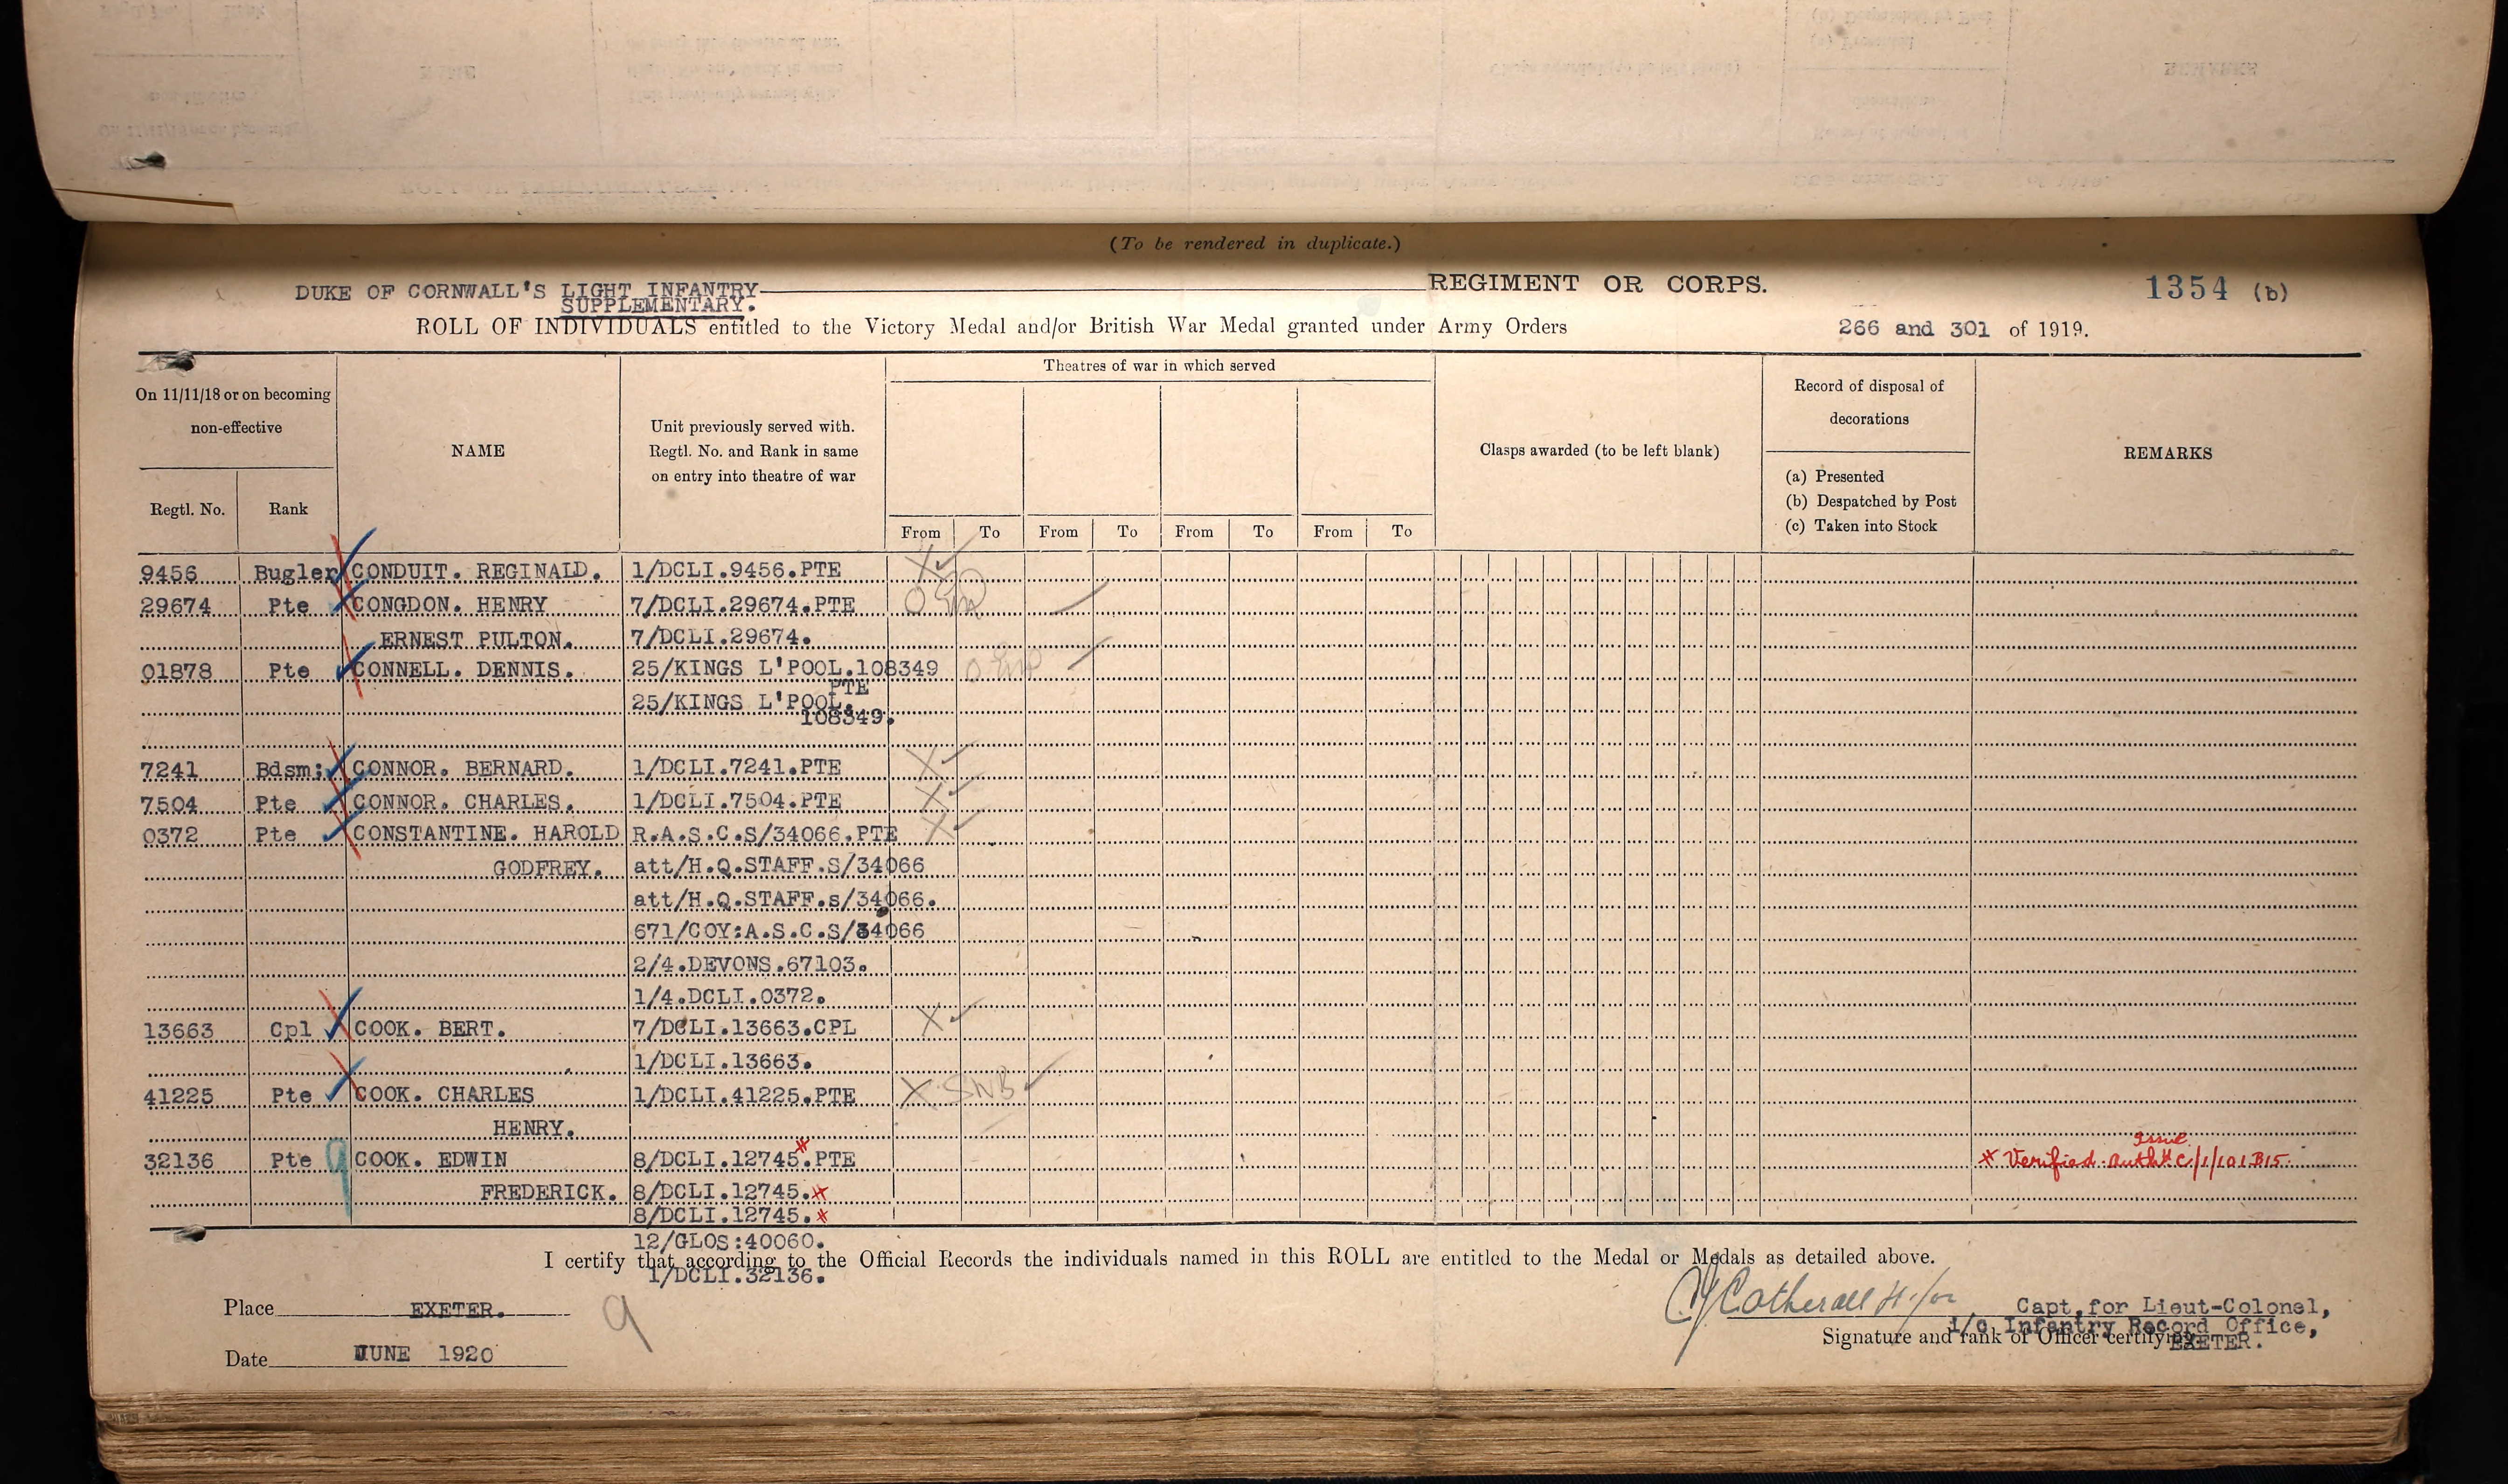 (To be rendered in duplicate.)
DUKE OF CORNWALL'S LIGHT INFANTRY REGIMENT OR CORPS. 1354 (b)
SUPPLEMENTARY.
ROLL OF INDIVIDUALS entitled to the Victory Medal and/or British War Medal granted under Army Orders 266 and 301 of 1919.
On 11/11/18 or on becoming non-effective
Regtl. No.
Rank
NAME
Unit previously served with.
Regtl. No. and Rank in same
on entry into theatre of war
Theatres of war in which served
From To From To From To From To
Clasps awarded (to be left blank)
Record of disposal of
decorations
(a) Presented
(b) Despatched by Post
(c) Taken into Stock
REMARKS
9456 Bugler CONDUIT. REGINALD. 1/DCLI.9456.PTE X
29674 Pte CONGDON. HENRY 7/DCLI.29674.PTE
ERNEST PULTON. 7/DCLI.29674.
01878 Pte CONNELL. DENNIS. 25/KINGS L'POOL.108349
PTE
25/KINGS L'POOL.
108349.
7241 Bdsm: CONNOR. BERNARD. 1/DCLI.7241.PTE X
7504 Pte CONNOR. CHARLES. 1/DCLI.7504.PTE X
0372 Pte CONSTANTINE. HAROLD R.A.S.C.S/34066.PTE X
GODFREY. att/H.Q.STAFF.S/34066
att/H.Q.STAFF.s/34066.
671/COY:A.S.C.S/34066
2/4.DEVONS.67103.
1/4.DCLI.0372.
13663 Cpl COOK. BERT. 7/DCLI.13663.CPL X
1/DCLI.13663.
41225 Pte COOK. CHARLES 1/DCLI.41225.PTE X SWB
HENRY.
Issue
32136 Pte 9 COOK. EDWIN 8/DCLI.12745*.PTE * Verified. Auth C/1/101.B15.
FREDERICK. 8/DCLI.12745.*
8/DCLI.12745.*
12/GLOS:40060.
I certify that according to the Official Records the individuals named in this ROLL are entitled to the Medal or Medals as detailed above.
1/DCLI.32136.
Place EXETER. 9
Capt. for Lieut-Colonel,
i/c Infantry Record Office,
Signature and rank of Officer certifying
EXETER.
Date JUNE 1920